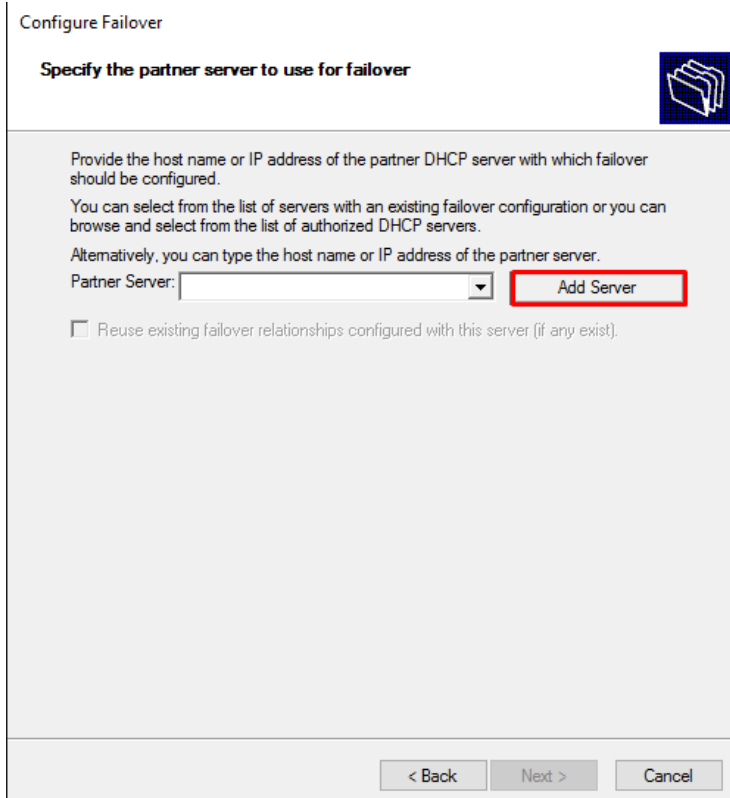 Configure Failover
Specify the partner server to use for failover
Provide the host name or IP address of the partner DHCP server with which failover
should be configured.
You can select from the list of servers with an existing failover configuration or you can
browse and select from the list of authorized DHCP servers.
Alternatively, you can type the host name or IP address of the partner server.
Partner Server:
Add Server
Reuse existing failover relationships configured with this server (if any exist).
< Back
Next >
Cancel